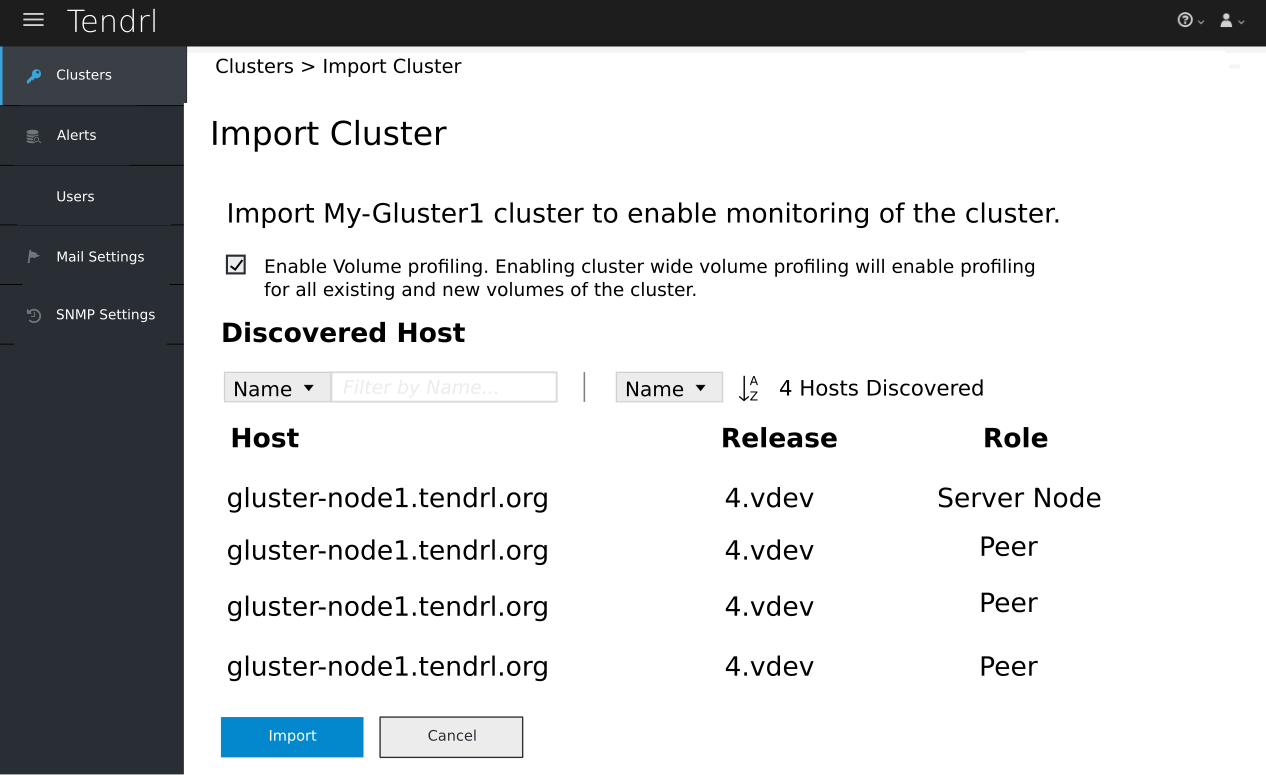 Tendrl
Clusters
Alerts
Users
Mail Settings
SNMP Settings
Clusters > Import Cluster
Import Cluster
Import My-Gluster1 cluster to enable monitoring of the cluster.
Enable Volume profiling. Enabling cluster wide volume profiling will enable profiling
for all existing and new volumes of the cluster.
Discovered Host
Name Filter by Name... Name A Z 4 Hosts Discovered
Host Release Role
gluster-node1.tendrl.org 4.vdev Server Node
gluster-node1.tendrl.org 4.vdev Peer
gluster-node1.tendrl.org 4.vdev Peer
gluster-node1.tendrl.org 4.vdev Peer
Import Cancel